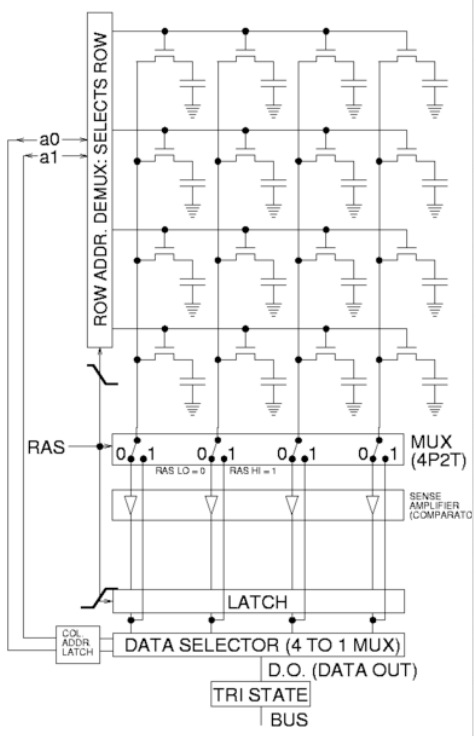 ROW ADDR. DEMUX: SELECTS ROW
a0
a1
RAS
0 1 0 1 0 1 0 1
MUX
(4P2T)
RAS LO = 0 RAS HI = 1
SENSE
AMPLIFIER
(COMPARATO
LATCH
COL.
ADDR.
LATCH
DATA SELECTOR (4 TO 1 MUX)
D.O. (DATA OUT)
TRI STATE
BUS